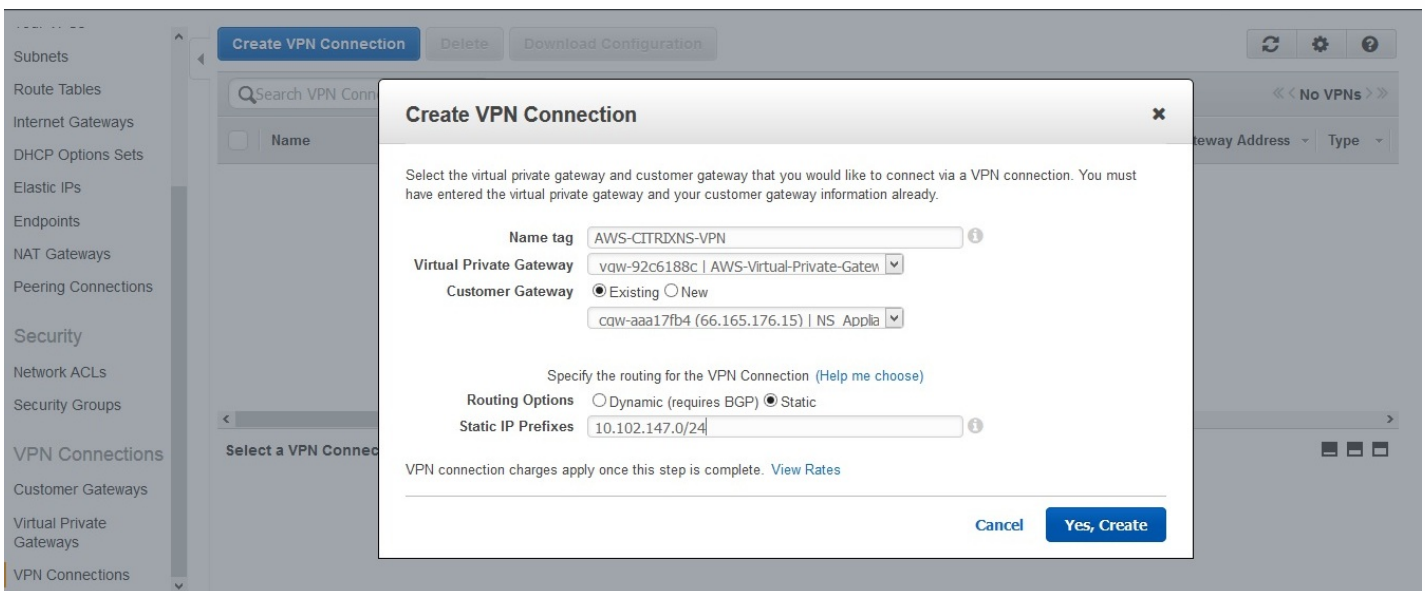 Subnets
Route Tables
Internet Gateways
DHCP Options Sets
Elastic IPs
Endpoints
NAT Gateways
Peering Connections
Security
Network ACLs
Security Groups
VPN Connections
Customer Gateways
Virtual Private
Gateways
VPN Connections
Create VPN Connection Delete Download Configuration
Search VPN Conn
No VPNs
Name
teway Address Type
Select a VPN Connec
Create VPN Connection
Select the virtual private gateway and customer gateway that you would like to connect via a VPN connection. You must
have entered the virtual private gateway and your customer gateway information already.
Name tag AWS-CITRIXNS-VPN
Virtual Private Gateway vgw-92c6188c | AWS-Virtual-Private-Gatew
Customer Gateway Existing New
cgw-aaa17fb4 (66.165.176.15) | NS_Applia
Specify the routing for the VPN Connection (Help me choose)
Routing Options Dynamic (requires BGP) Static
Static IP Prefixes 10.102.147.0/24
VPN connection charges apply once this step is complete. View Rates
Cancel Yes, Create